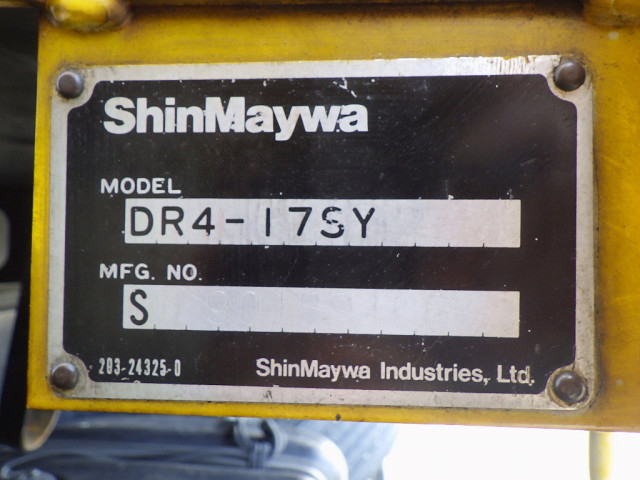 ShinMaywa
MODEL
DR4-17SY
MFG. NO.
S
203-24325-0
ShinMaywa Industries, Ltd.